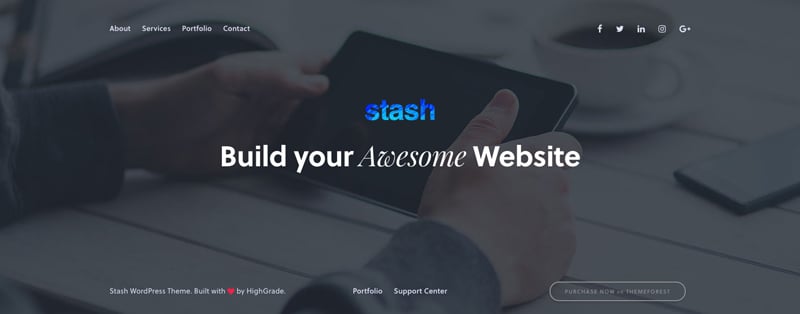 About Services Portfolio Contact
stash
Build your Awesome Website
Stash WordPress Theme. Built with ❤ by HighGrade.
Portfolio Support Center
PURCHASE NOW on THEMEFOREST